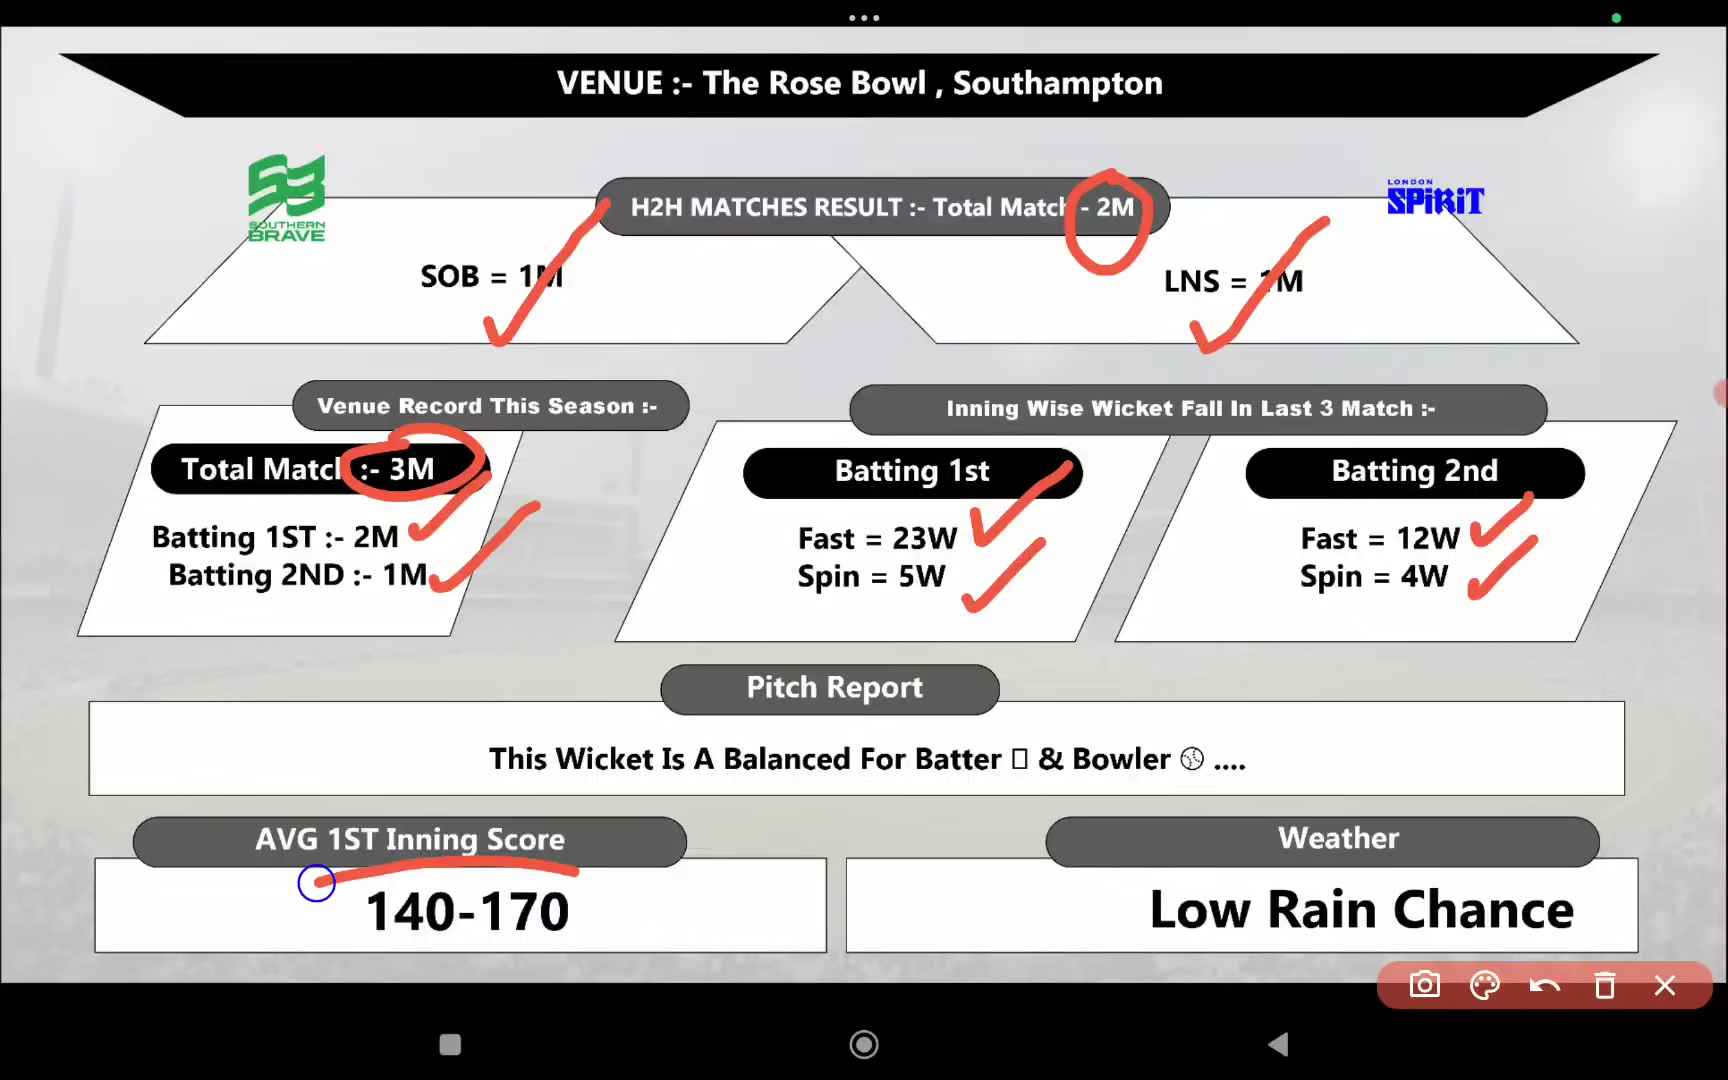 VENUE :- The Rose Bowl , Southampton
SOUTHERN
BRAVE
H2H MATCHES RESULT :- Total Match - 2M
LONDON
SPIRIT
SOB = 1M
LNS = 1M
Venue Record This Season :-
Total Match :- 3M
Batting 1ST :- 2M
Batting 2ND :- 1M
Inning Wise Wicket Fall In Last 3 Match :-
Batting 1st
Fast = 23W
Spin = 5W
Batting 2nd
Fast = 12W
Spin = 4W
Pitch Report
This Wicket Is A Balanced For Batter & Bowler ....
AVG 1ST Inning Score
140-170
Weather
Low Rain Chance